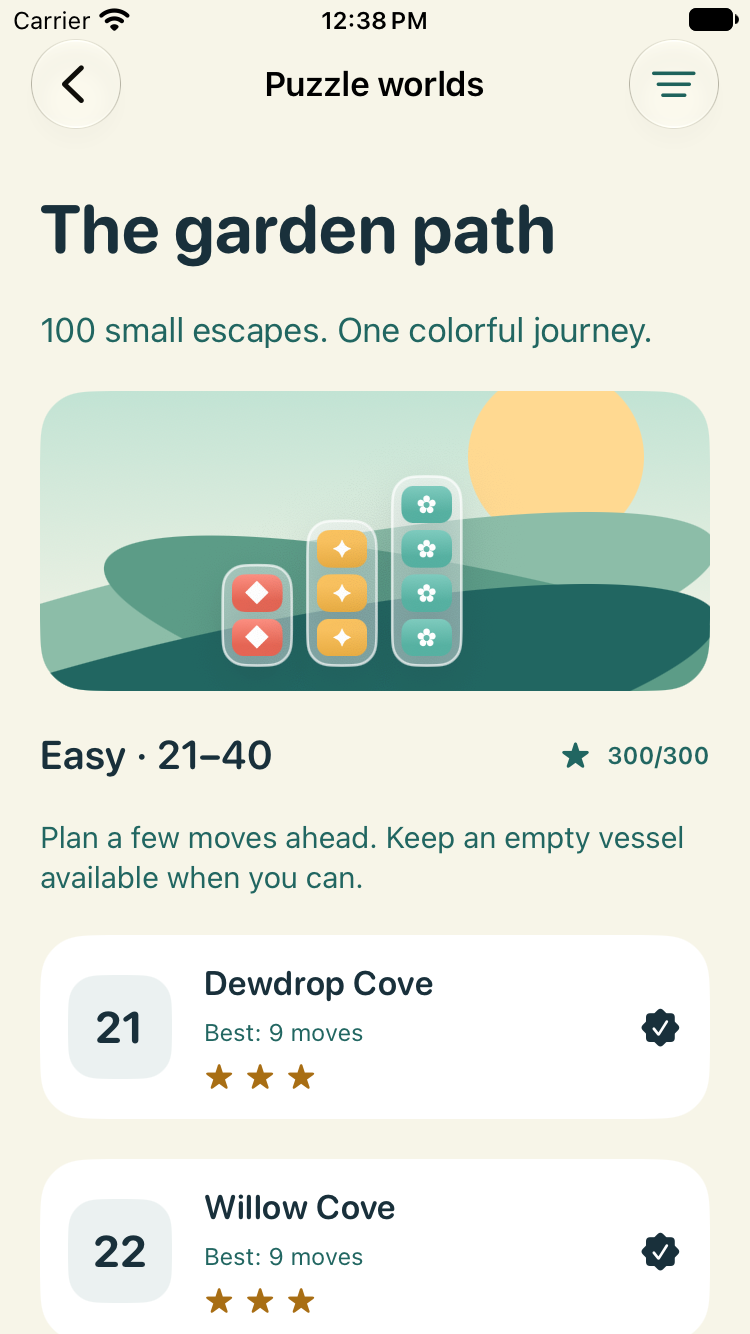 Carrier 12:38 PM
Puzzle worlds
The garden path
100 small escapes. One colorful journey.
Easy · 21–40 300/300
Plan a few moves ahead. Keep an empty vessel
available when you can.
Dewdrop Cove
21
Best: 9 moves
Willow Cove
22
Best: 9 moves